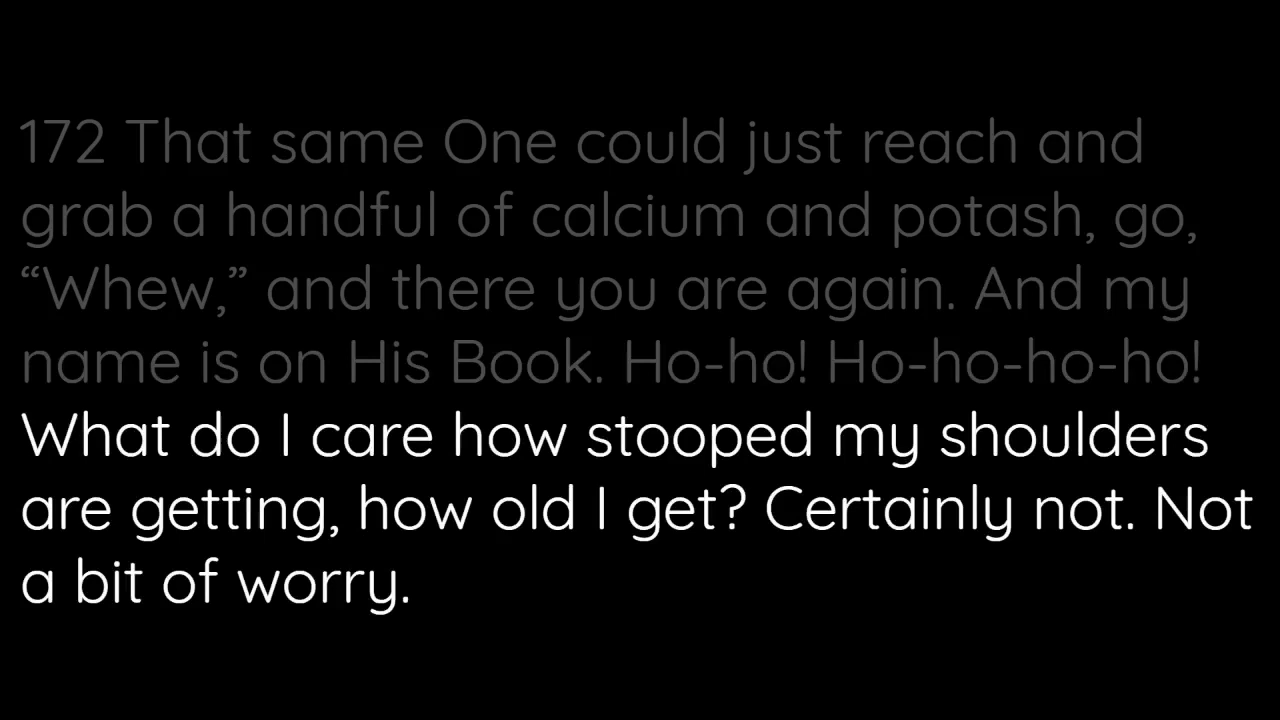 172 That same One could just reach and
grab a handful of calcium and potash, go,
“Whew,” and there you are again. And my
name is on His Book. Ho-ho! Ho-ho-ho-ho!
What do I care how stooped my shoulders
are getting, how old I get? Certainly not. Not
a bit of worry.